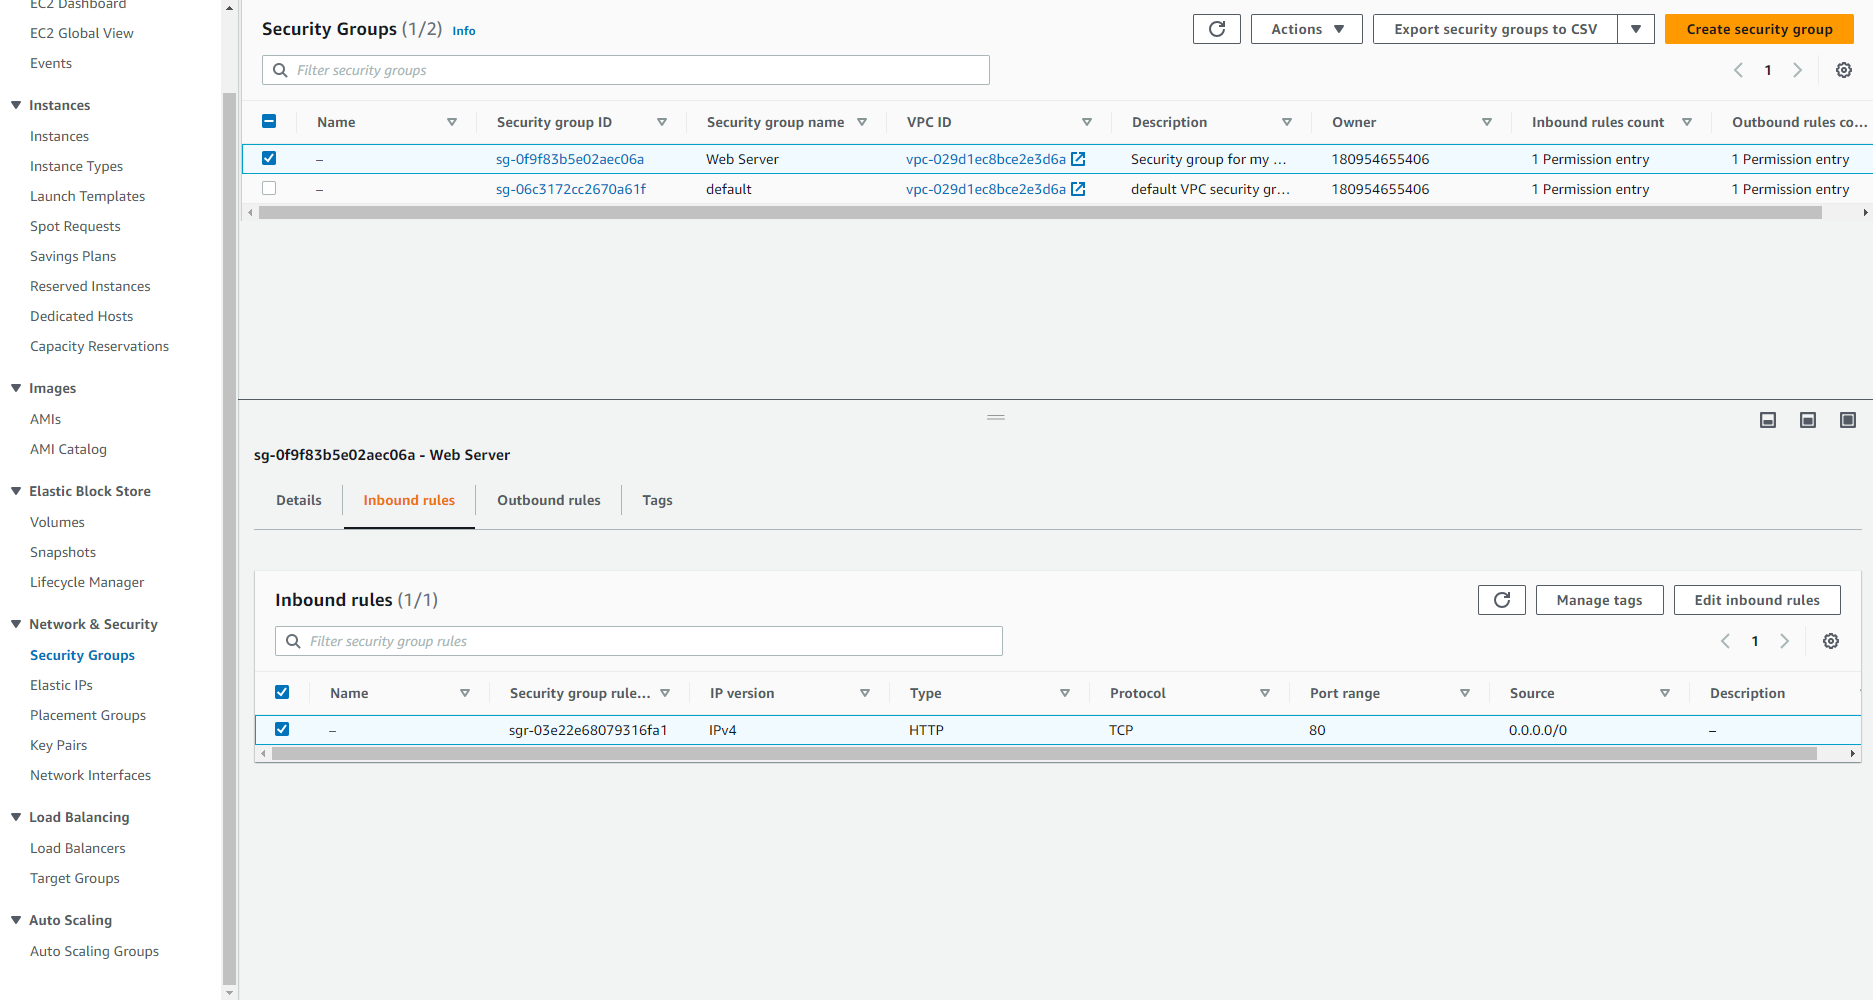 EC2 Dashboard
EC2 Global View
Events
Instances
Instances
Instance Types
Launch Templates
Spot Requests
Savings Plans
Reserved Instances
Dedicated Hosts
Capacity Reservations
Images
AMIs
AMI Catalog
Elastic Block Store
Volumes
Snapshots
Lifecycle Manager
Network & Security
Security Groups
Elastic IPs
Placement Groups
Key Pairs
Network Interfaces
Load Balancing
Load Balancers
Target Groups
Auto Scaling
Auto Scaling Groups
Security Groups (1/2) Info
Actions
Export security groups to CSV
Create security group
Filter security groups
1
Name Security group ID Security group name VPC ID Description Owner Inbound rules count Outbound rules co...
– sg-0f9f83b5e02aec06a Web Server vpc-029d1ec8bce2e3d6a Security group for my ... 180954655406 1 Permission entry 1 Permission entry
– sg-06c3172cc2670a61f default vpc-029d1ec8bce2e3d6a default VPC security gr... 180954655406 1 Permission entry 1 Permission entry
sg-0f9f83b5e02aec06a - Web Server
Details Inbound rules Outbound rules Tags
Inbound rules (1/1)
Manage tags
Edit inbound rules
Filter security group rules
1
Name Security group rule... IP version Type Protocol Port range Source Description
– sgr-03e22e68079316fa1 IPv4 HTTP TCP 80 0.0.0.0/0 –